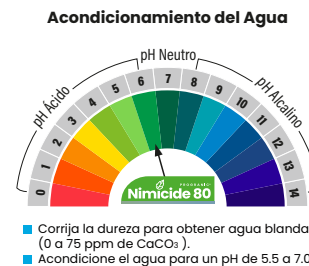 Acondicionamiento del Agua
pH Neutro
pH Ácido
pH Alcalino
0 1 2 3 4 5 6 7 8 9 10 11 12 13 14
PROGRANIC
Nimicide 80
Corrija la dureza para obtener agua blanda
(0 a 75 ppm de CaCO₃ ).
Acondicione el agua para un pH de 5.5 a 7.0